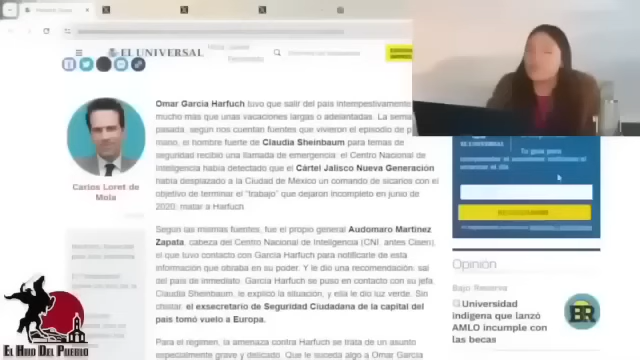 EL UNIVERSAL
Omar García Harfuch tuvo que salir del país intempestivamente
mucho más que unas vacaciones largas o adelantadas. La sema
pasada, según nos cuentan fuentes que vivieron el episodio de p
mano, el hombre fuerte de Claudia Sheinbaum para temas de
seguridad recibió una llamada de emergencia: el Centro Nacional de
Inteligencia había detectado que el Cártel Jalisco Nueva Generación
había desplazado a la Ciudad de México un comando de sicarios con el
objetivo de terminar el "trabajo" que dejaron incompleto en junio de
2020: matar a Harfuch
Carlos Loret de
Mola
Según las mismas fuentes, fue el propio general Audomaro Martínez
Zapata, cabeza del Centro Nacional de Inteligencia (CNI, antes Cisen),
el que tuvo contacto con García Harfuch para notificarle de esta
información que obraba en su poder. Y le dio una recomendación: sal
del país de inmediato. García Harfuch se puso en contacto con su jefa
Claudia Sheinbaum, le explicó la situación, y ella le dio luz verde. Sin
chistar, el exsecretario de Seguridad Ciudadana de la capital del
país tomó vuelo a Europa.
Para el régimen, la amenaza contra Harfuch se trata de un asunto
especialmente grave y delicado. Que le suceda algo a Omar García
Opinión
Bajo Reserva
Universidad
indígena que lanzó
AMLO incumple con
las becas
BR
EL HIJO DEL PUEBLO